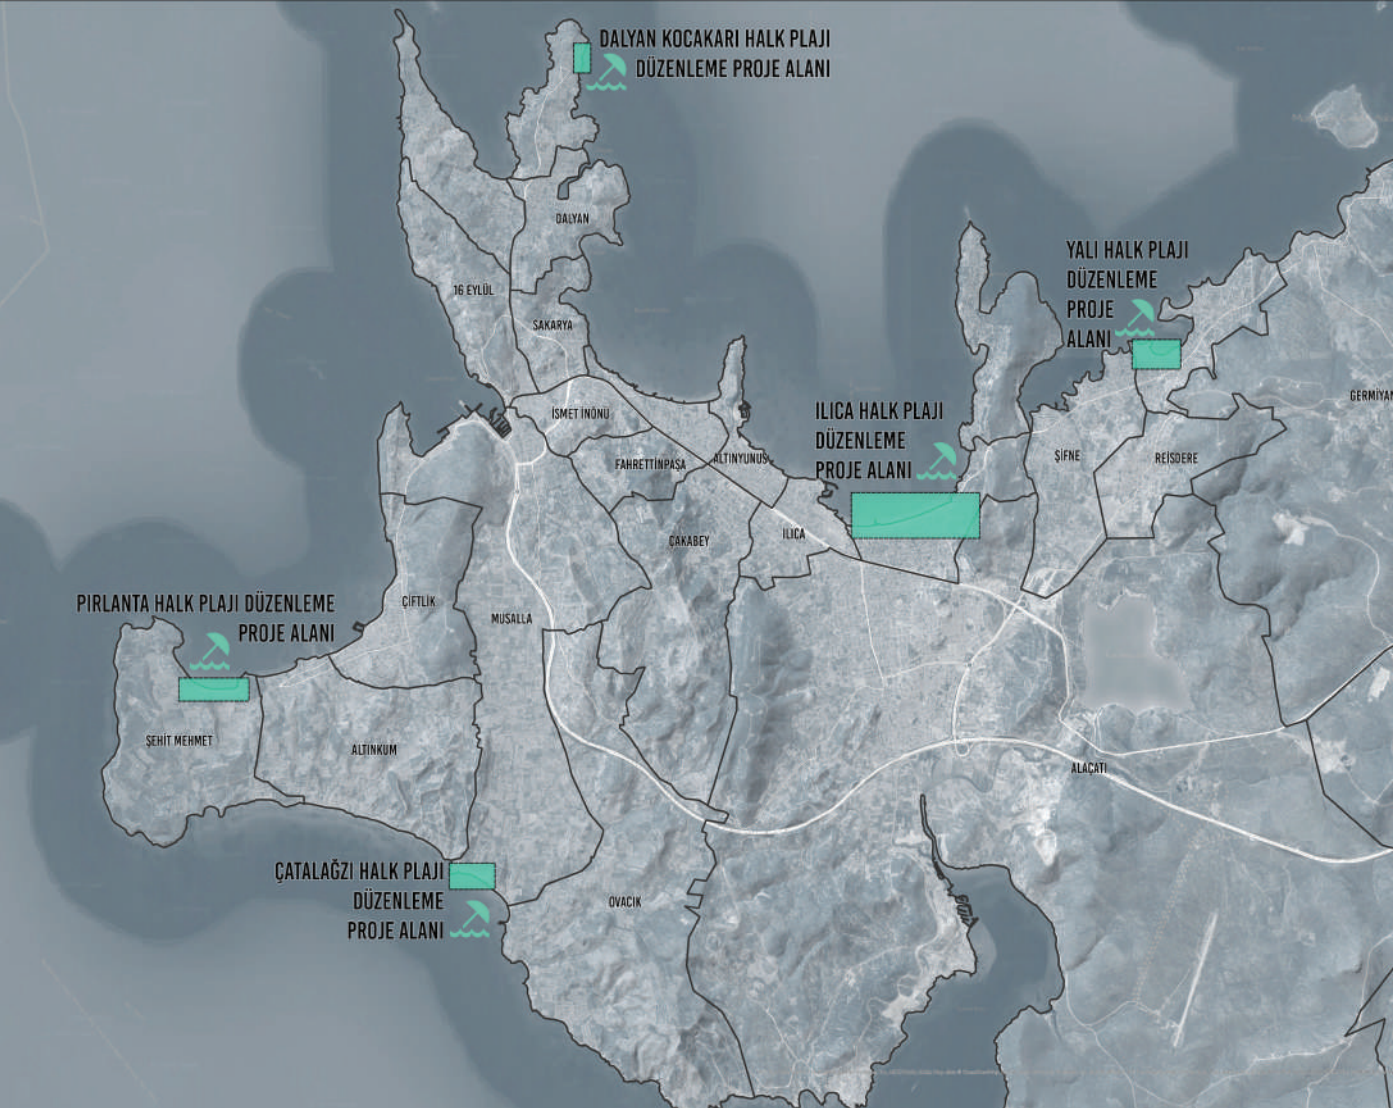 DALYAN KOCAKARI HALK PLAJI
DÜZENLEME PROJE ALANI
DALYAN
YALI HALK PLAJI
DÜZENLEME
PROJE
ALANI
16 EYLÜL
SAKARYA
GERMİYAN
İSMET İNÖNÜ
ILICA HALK PLAJI
DÜZENLEME
PROJE ALANI
FAHRETTİNPAŞA
ALTINYUNUS
ŞİFNE
REİSDERE
ÇAKABEY
ILICA
PIRLANTA HALK PLAJI DÜZENLEME
PROJE ALANI
ÇİFTLİK
MUSALLA
ŞEHİT MEHMET
ALTINKUM
ALAÇATI
ÇATALAĞZI HALK PLAJI
DÜZENLEME
PROJE ALANI
OVACIK